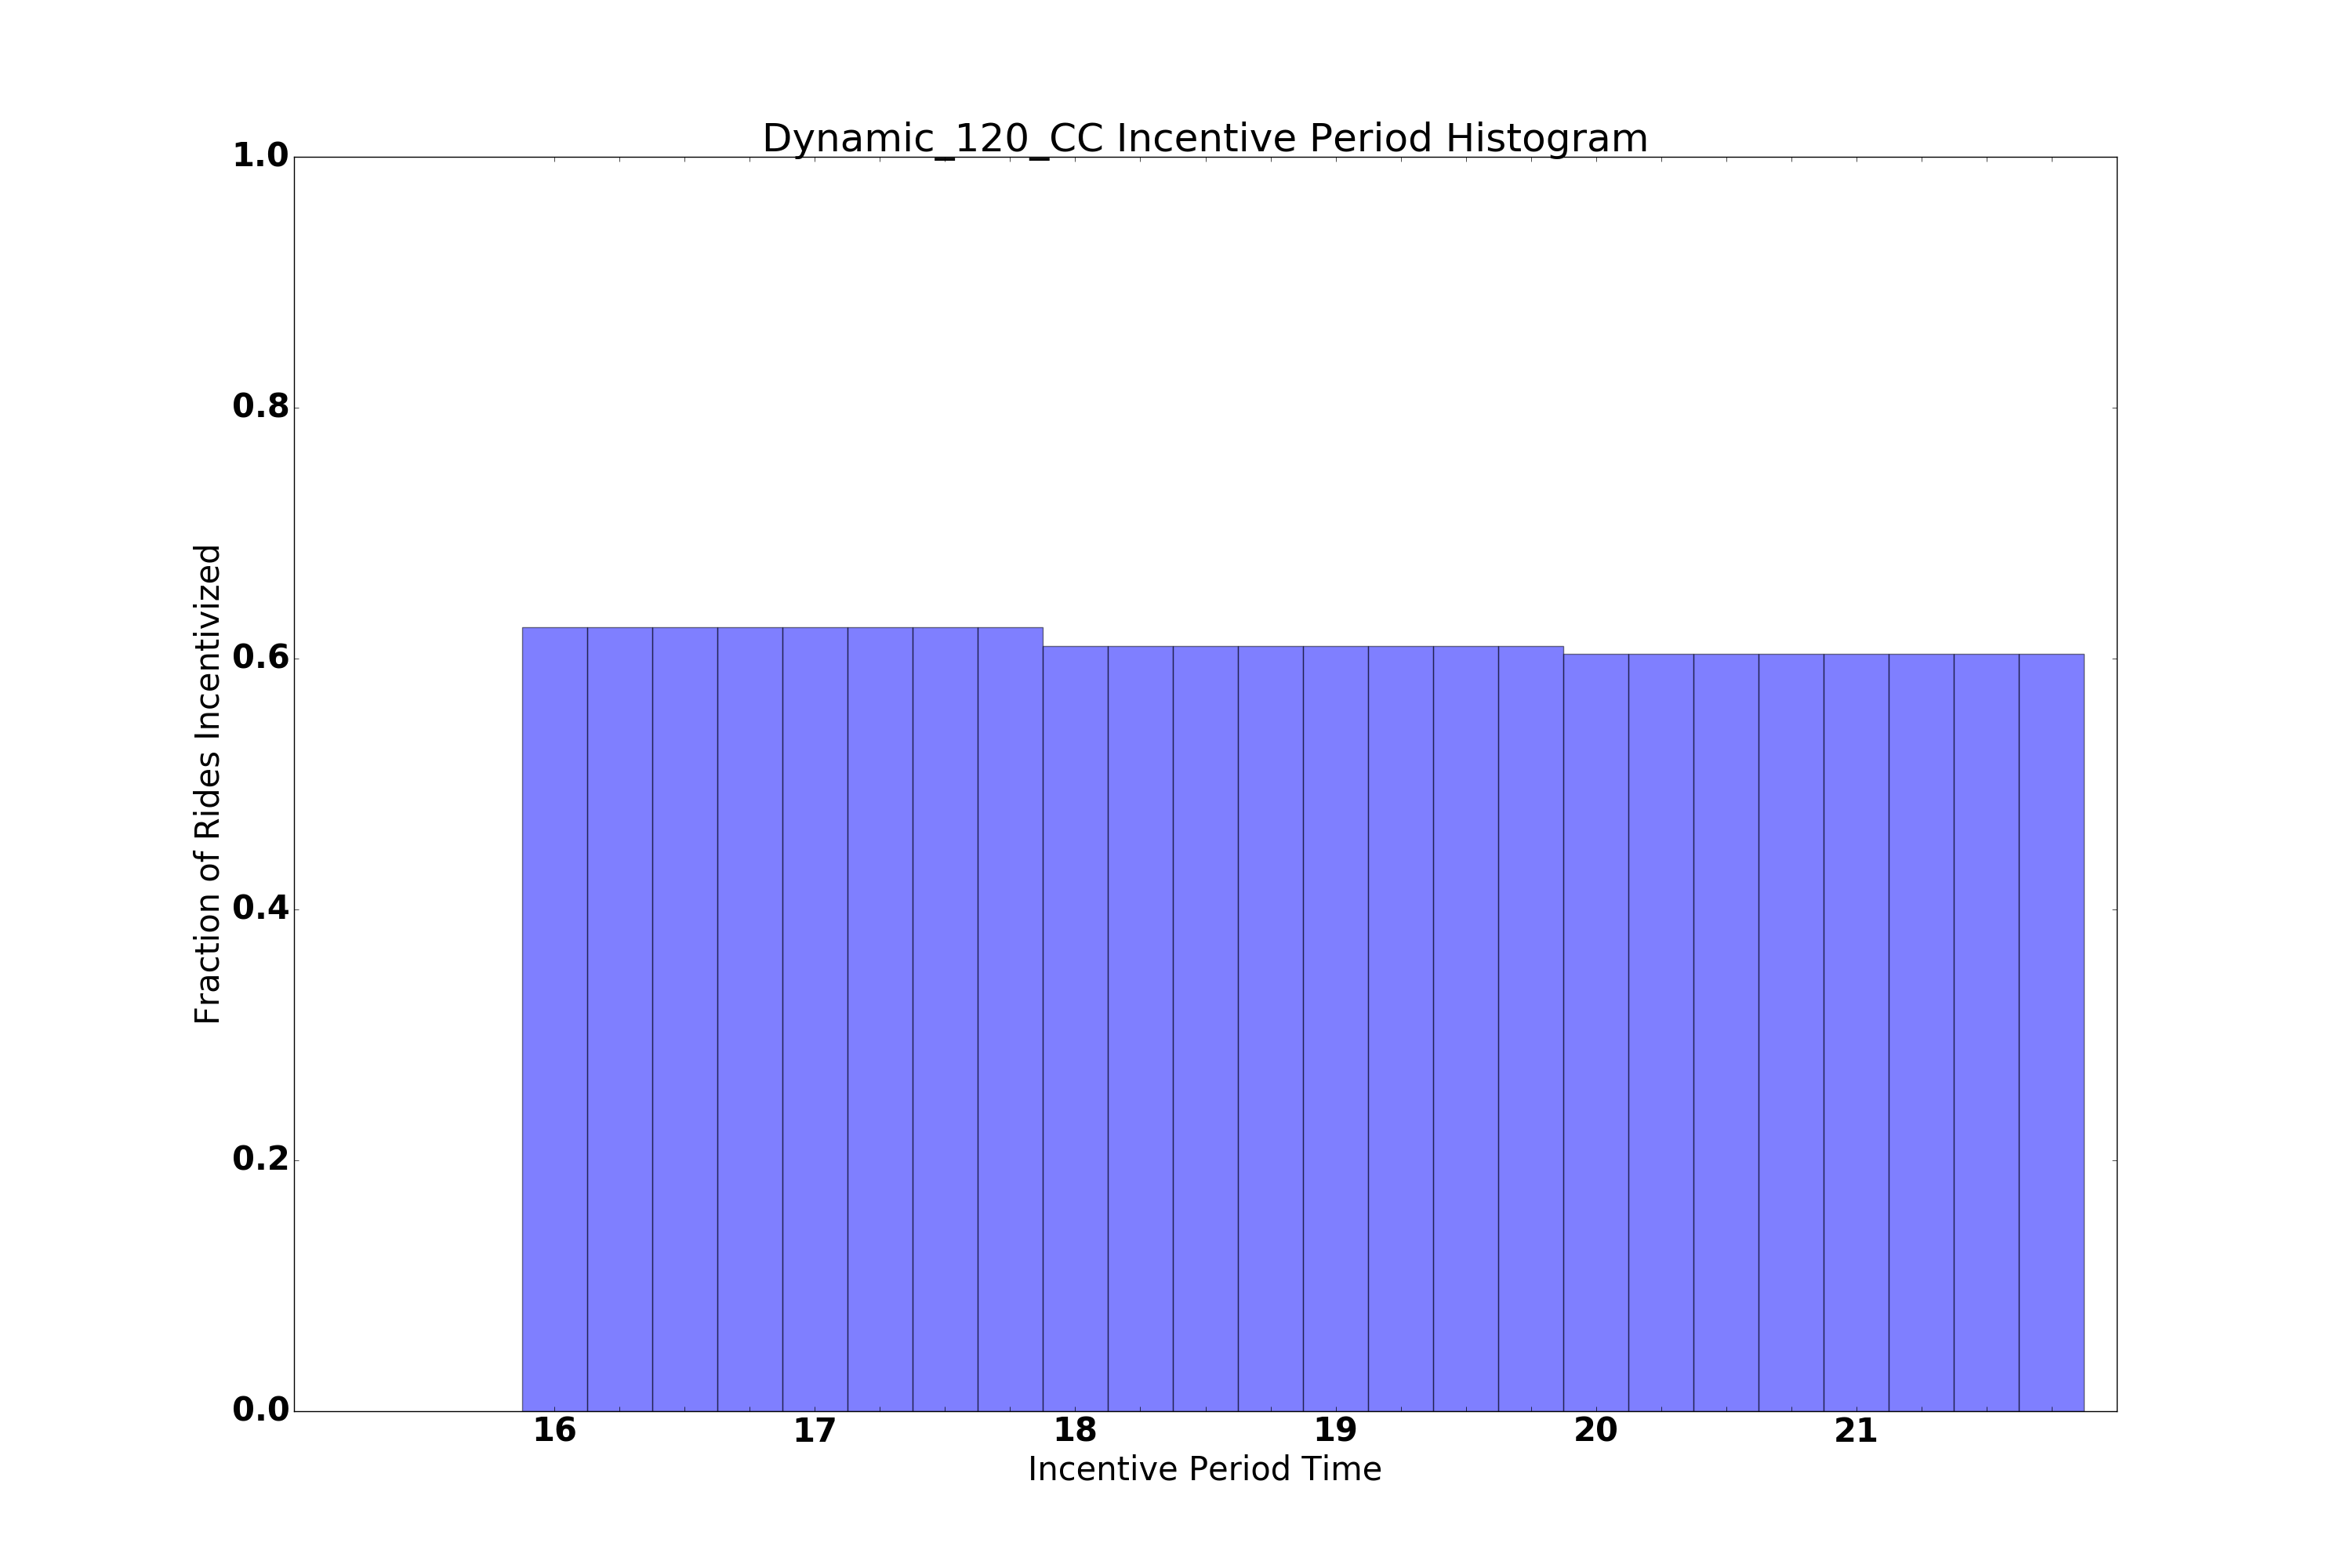 Dynamic_120_CC Incentive Period Histogram
1.0
0.8
0.6
0.4
0.2
0.0
Fraction of Rides Incentivized
16 17 18 19 20 21
Incentive Period Time